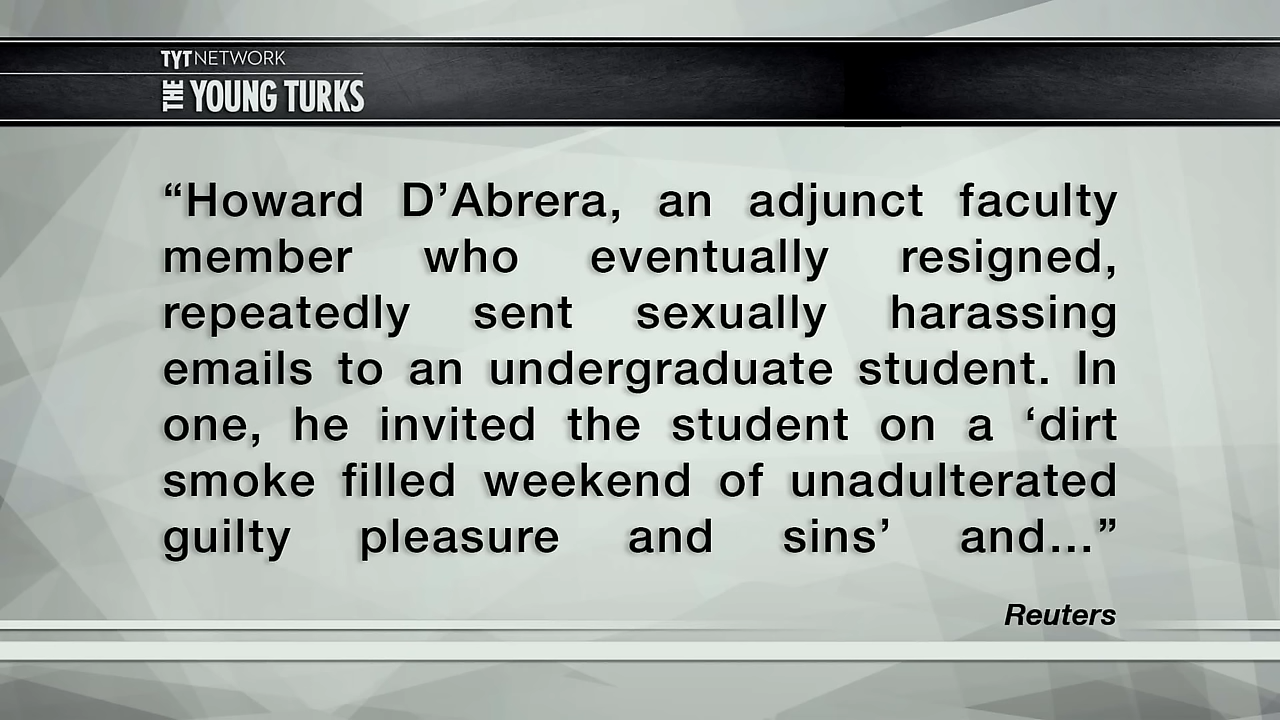 TYT NETWORK
THE YOUNG TURKS
“Howard D’Abrera, an adjunct faculty
member who eventually resigned,
repeatedly sent sexually harassing
emails to an undergraduate student. In
one, he invited the student on a ‘dirt
smoke filled weekend of unadulterated
guilty pleasure and sins’ and...”
Reuters